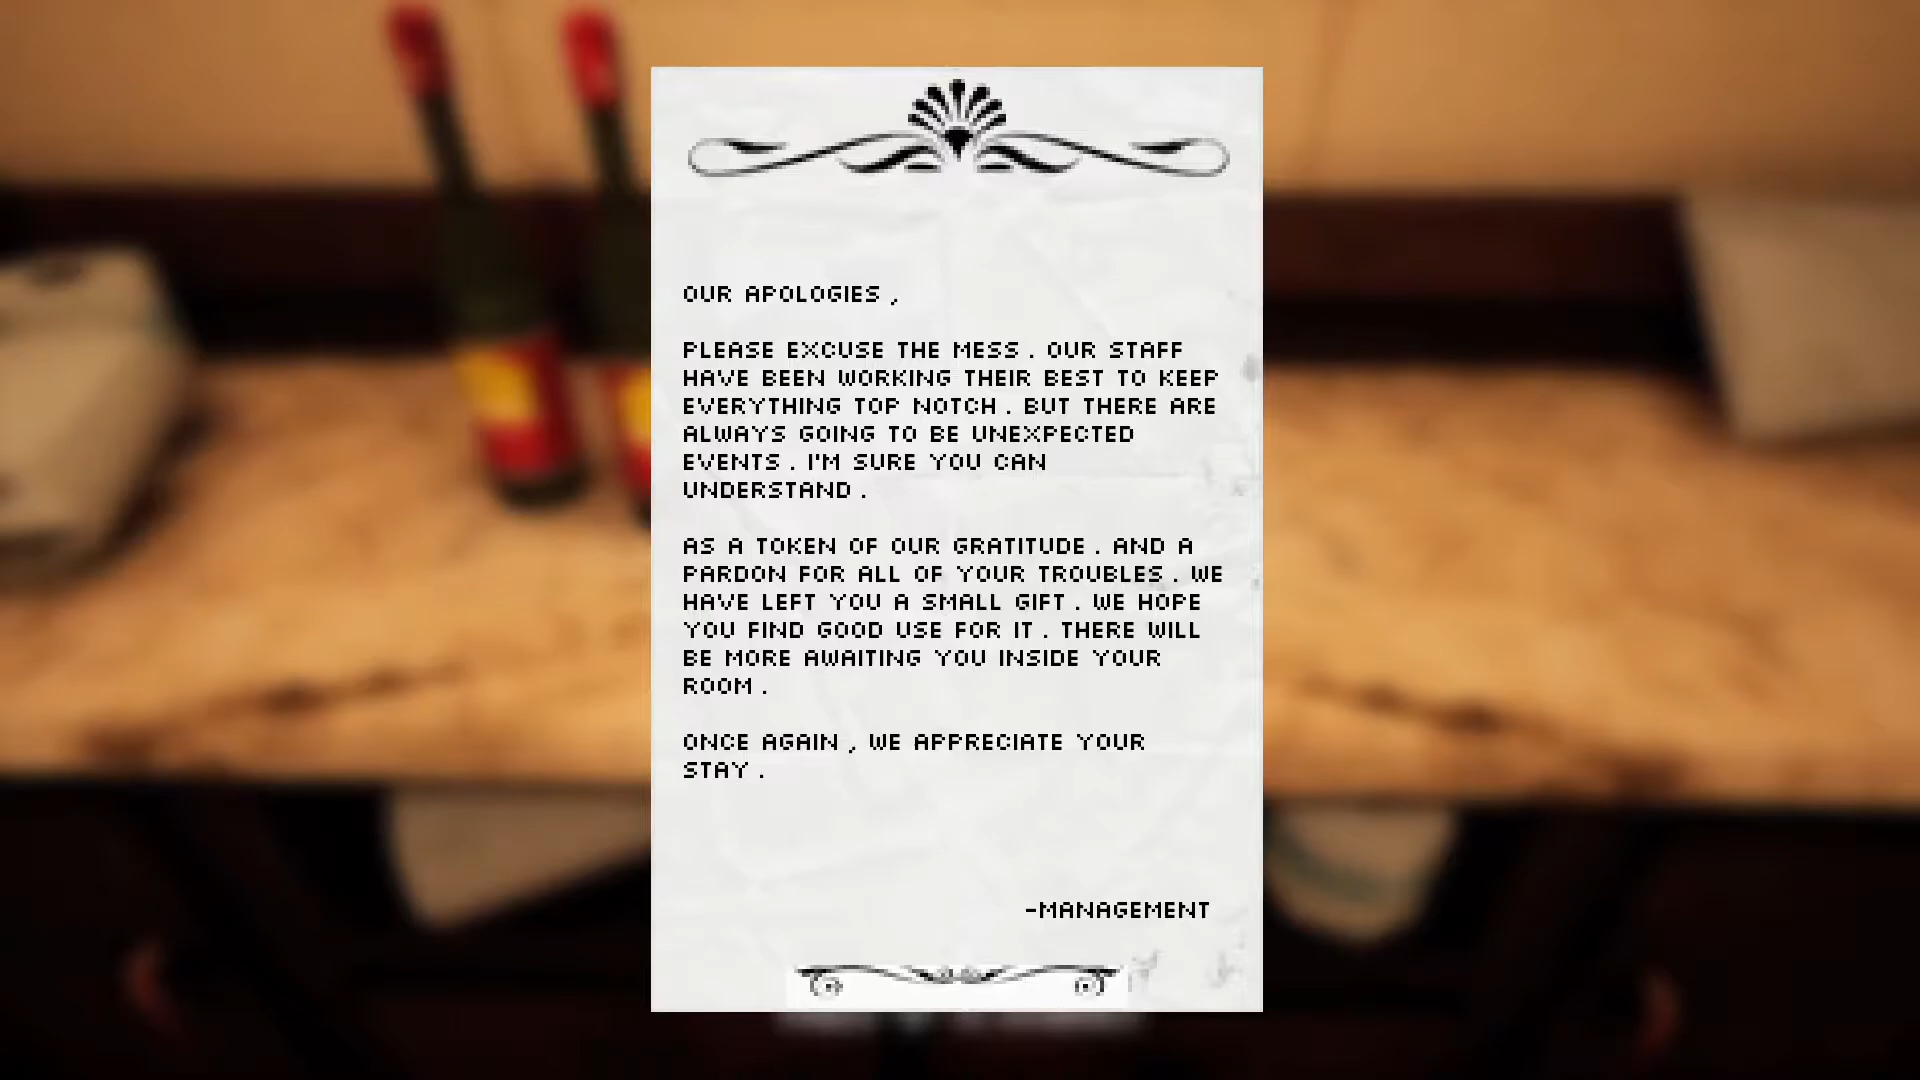 OUR APOLOGIES ,
PLEASE EXCUSE THE MESS . OUR STAFF
HAVE BEEN WORKING THEIR BEST TO KEEP
EVERYTHING TOP NOTCH . BUT THERE ARE
ALWAYS GOING TO BE UNEXPECTED
EVENTS . I'M SURE YOU CAN
UNDERSTAND .
AS A TOKEN OF OUR GRATITUDE . AND A
PARDON FOR ALL OF YOUR TROUBLES . WE
HAVE LEFT YOU A SMALL GIFT . WE HOPE
YOU FIND GOOD USE FOR IT . THERE WILL
BE MORE AWAITING YOU INSIDE YOUR
ROOM .
ONCE AGAIN , WE APPRECIATE YOUR
STAY .
-MANAGEMENT